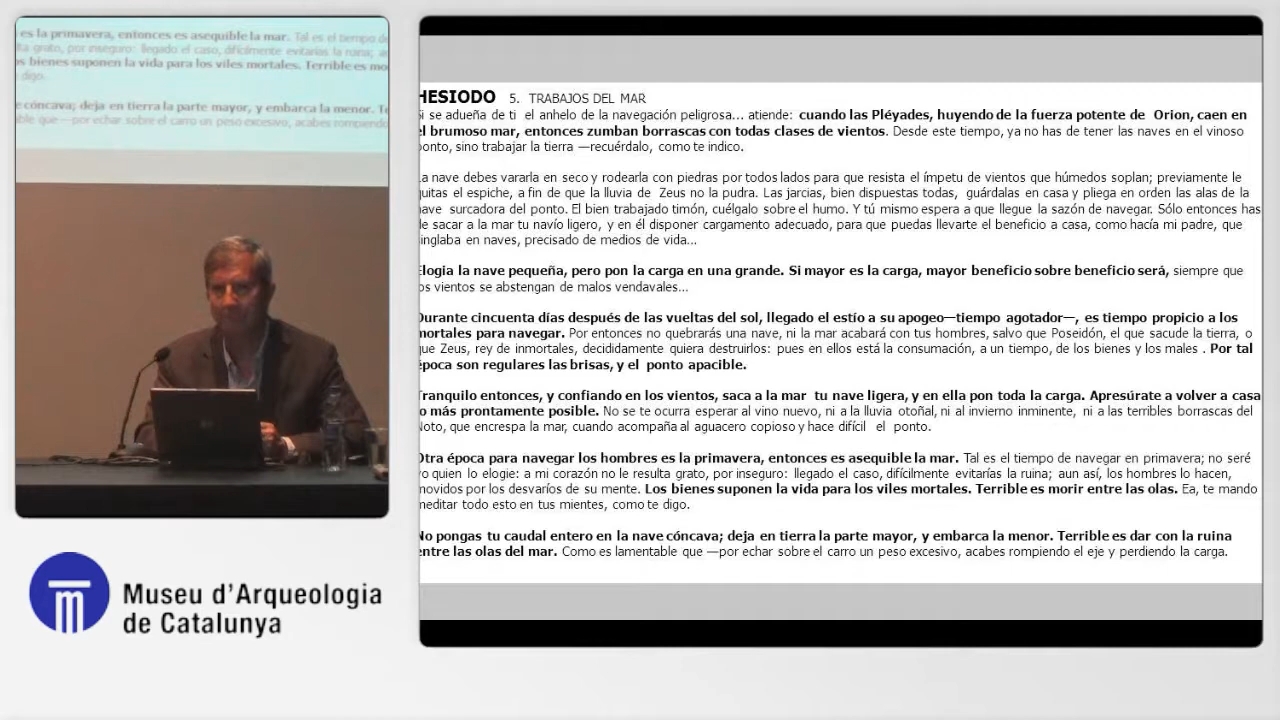 es la primavera, entonces es asequible la mar. Tal es el tiempo de
lta grato, por inseguro: llegado el caso, difícilmente evitarías la ruina;
os bienes suponen la vida para los viles mortales. Terrible es mo
digo.
e cóncava; deja en tierra la parte mayor, y embarca la menor. Te
ble que —por echar sobre el carro un peso excesivo, acabes rompiendo
Museu d'Arqueologia
de Catalunya
HESIODO 5. TRABAJOS DEL MAR
Si se adueña de ti el anhelo de la navegación peligrosa... atiende: cuando las Pléyades, huyendo de la fuerza potente de Orion, caen en
el brumoso mar, entonces zumban borrascas con todas clases de vientos. Desde este tiempo, ya no has de tener las naves en el vinoso
ponto, sino trabajar la tierra —recuérdalo, como te indico.
La nave debes vararla en seco y rodearla con piedras por todos lados para que resista el ímpetu de vientos que húmedos soplan; previamente le
quitas el espiche, a fin de que la lluvia de Zeus no la pudra. Las jarcias, bien dispuestas todas, guárdalas en casa y pliega en orden las alas de la
nave surcadora del ponto. El bien trabajado timón, cuélgalo sobre el humo. Y tú mismo espera a que llegue la sazón de navegar. Sólo entonces has
de sacar a la mar tu navío ligero, y en él disponer cargamento adecuado, para que puedas llevarte el beneficio a casa, como hacía mi padre, que
singlaba en naves, precisado de medios de vida...
Elogia la nave pequeña, pero pon la carga en una grande. Si mayor es la carga, mayor beneficio sobre beneficio será, siempre que
los vientos se abstengan de malos vendavales...
Durante cincuenta días después de las vueltas del sol, llegado el estío a su apogeo—tiempo agotador—, es tiempo propicio a los
mortales para navegar. Por entonces no quebrarás una nave, ni la mar acabará con tus hombres, salvo que Poseidón, el que sacude la tierra, o
que Zeus, rey de inmortales, decididamente quiera destruirlos: pues en ellos está la consumación, a un tiempo, de los bienes y los males . Por tal
época son regulares las brisas, y el ponto apacible.
Tranquilo entonces, y confiando en los vientos, saca a la mar tu nave ligera, y en ella pon toda la carga. Apresúrate a volver a casa
lo más prontamente posible. No se te ocurra esperar al vino nuevo, ni a la lluvia otoñal, ni al invierno inminente, ni a las terribles borrascas del
Noto, que encrespa la mar, cuando acompaña al aguacero copioso y hace difícil el ponto.
Otra época para navegar los hombres es la primavera, entonces es asequible la mar. Tal es el tiempo de navegar en primavera; no seré
yo quien lo elogie: a mi corazón no le resulta grato, por inseguro: llegado el caso, difícilmente evitarías la ruina; aun así, los hombres lo hacen,
movidos por los desvaríos de su mente. Los bienes suponen la vida para los viles mortales. Terrible es morir entre las olas. Ea, te mando
meditar todo esto en tus mientes, como te digo.
No pongas tu caudal entero en la nave cóncava; deja en tierra la parte mayor, y embarca la menor. Terrible es dar con la ruina
entre las olas del mar. Como es lamentable que —por echar sobre el carro un peso excesivo, acabes rompiendo el eje y perdiendo la carga.